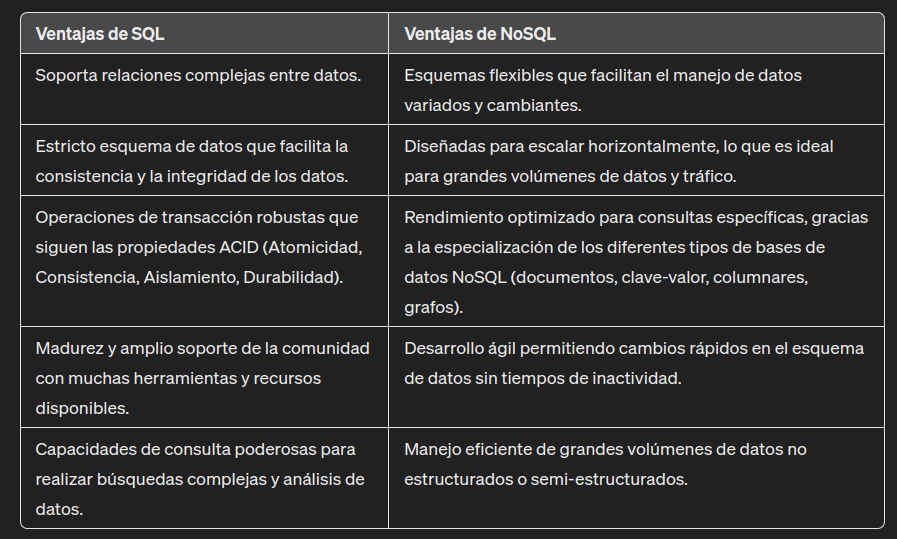 Ventajas de SQL
Ventajas de NoSQL
Soporta relaciones complejas entre datos.
Esquemas flexibles que facilitan el manejo de datos
variados y cambiantes.
Estricto esquema de datos que facilita la
consistencia y la integridad de los datos.
Diseñadas para escalar horizontalmente, lo que es ideal
para grandes volúmenes de datos y tráfico.
Operaciones de transacción robustas que
siguen las propiedades ACID (Atomicidad,
Consistencia, Aislamiento, Durabilidad).
Rendimiento optimizado para consultas específicas, gracias
a la especialización de los diferentes tipos de bases de
datos NoSQL (documentos, clave-valor, columnares,
grafos).
Madurez y amplio soporte de la comunidad
con muchas herramientas y recursos
disponibles.
Desarrollo ágil permitiendo cambios rápidos en el esquema
de datos sin tiempos de inactividad.
Capacidades de consulta poderosas para
realizar búsquedas complejas y análisis de
datos.
Manejo eficiente de grandes volúmenes de datos no
estructurados o semi-estructurados.